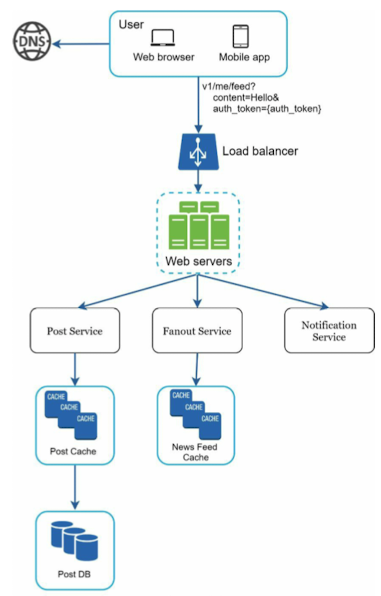 User
DNS
Web browser
Mobile app
v1/me/feed?
content=Hello&
auth_token={auth_token}
Load balancer
Web servers
Post Service
Fanout Service
Notification
Service
CACHE
CACHE
CACHE
Post Cache
CACHE
CACHE
CACHE
News Feed
Cache
Post DB